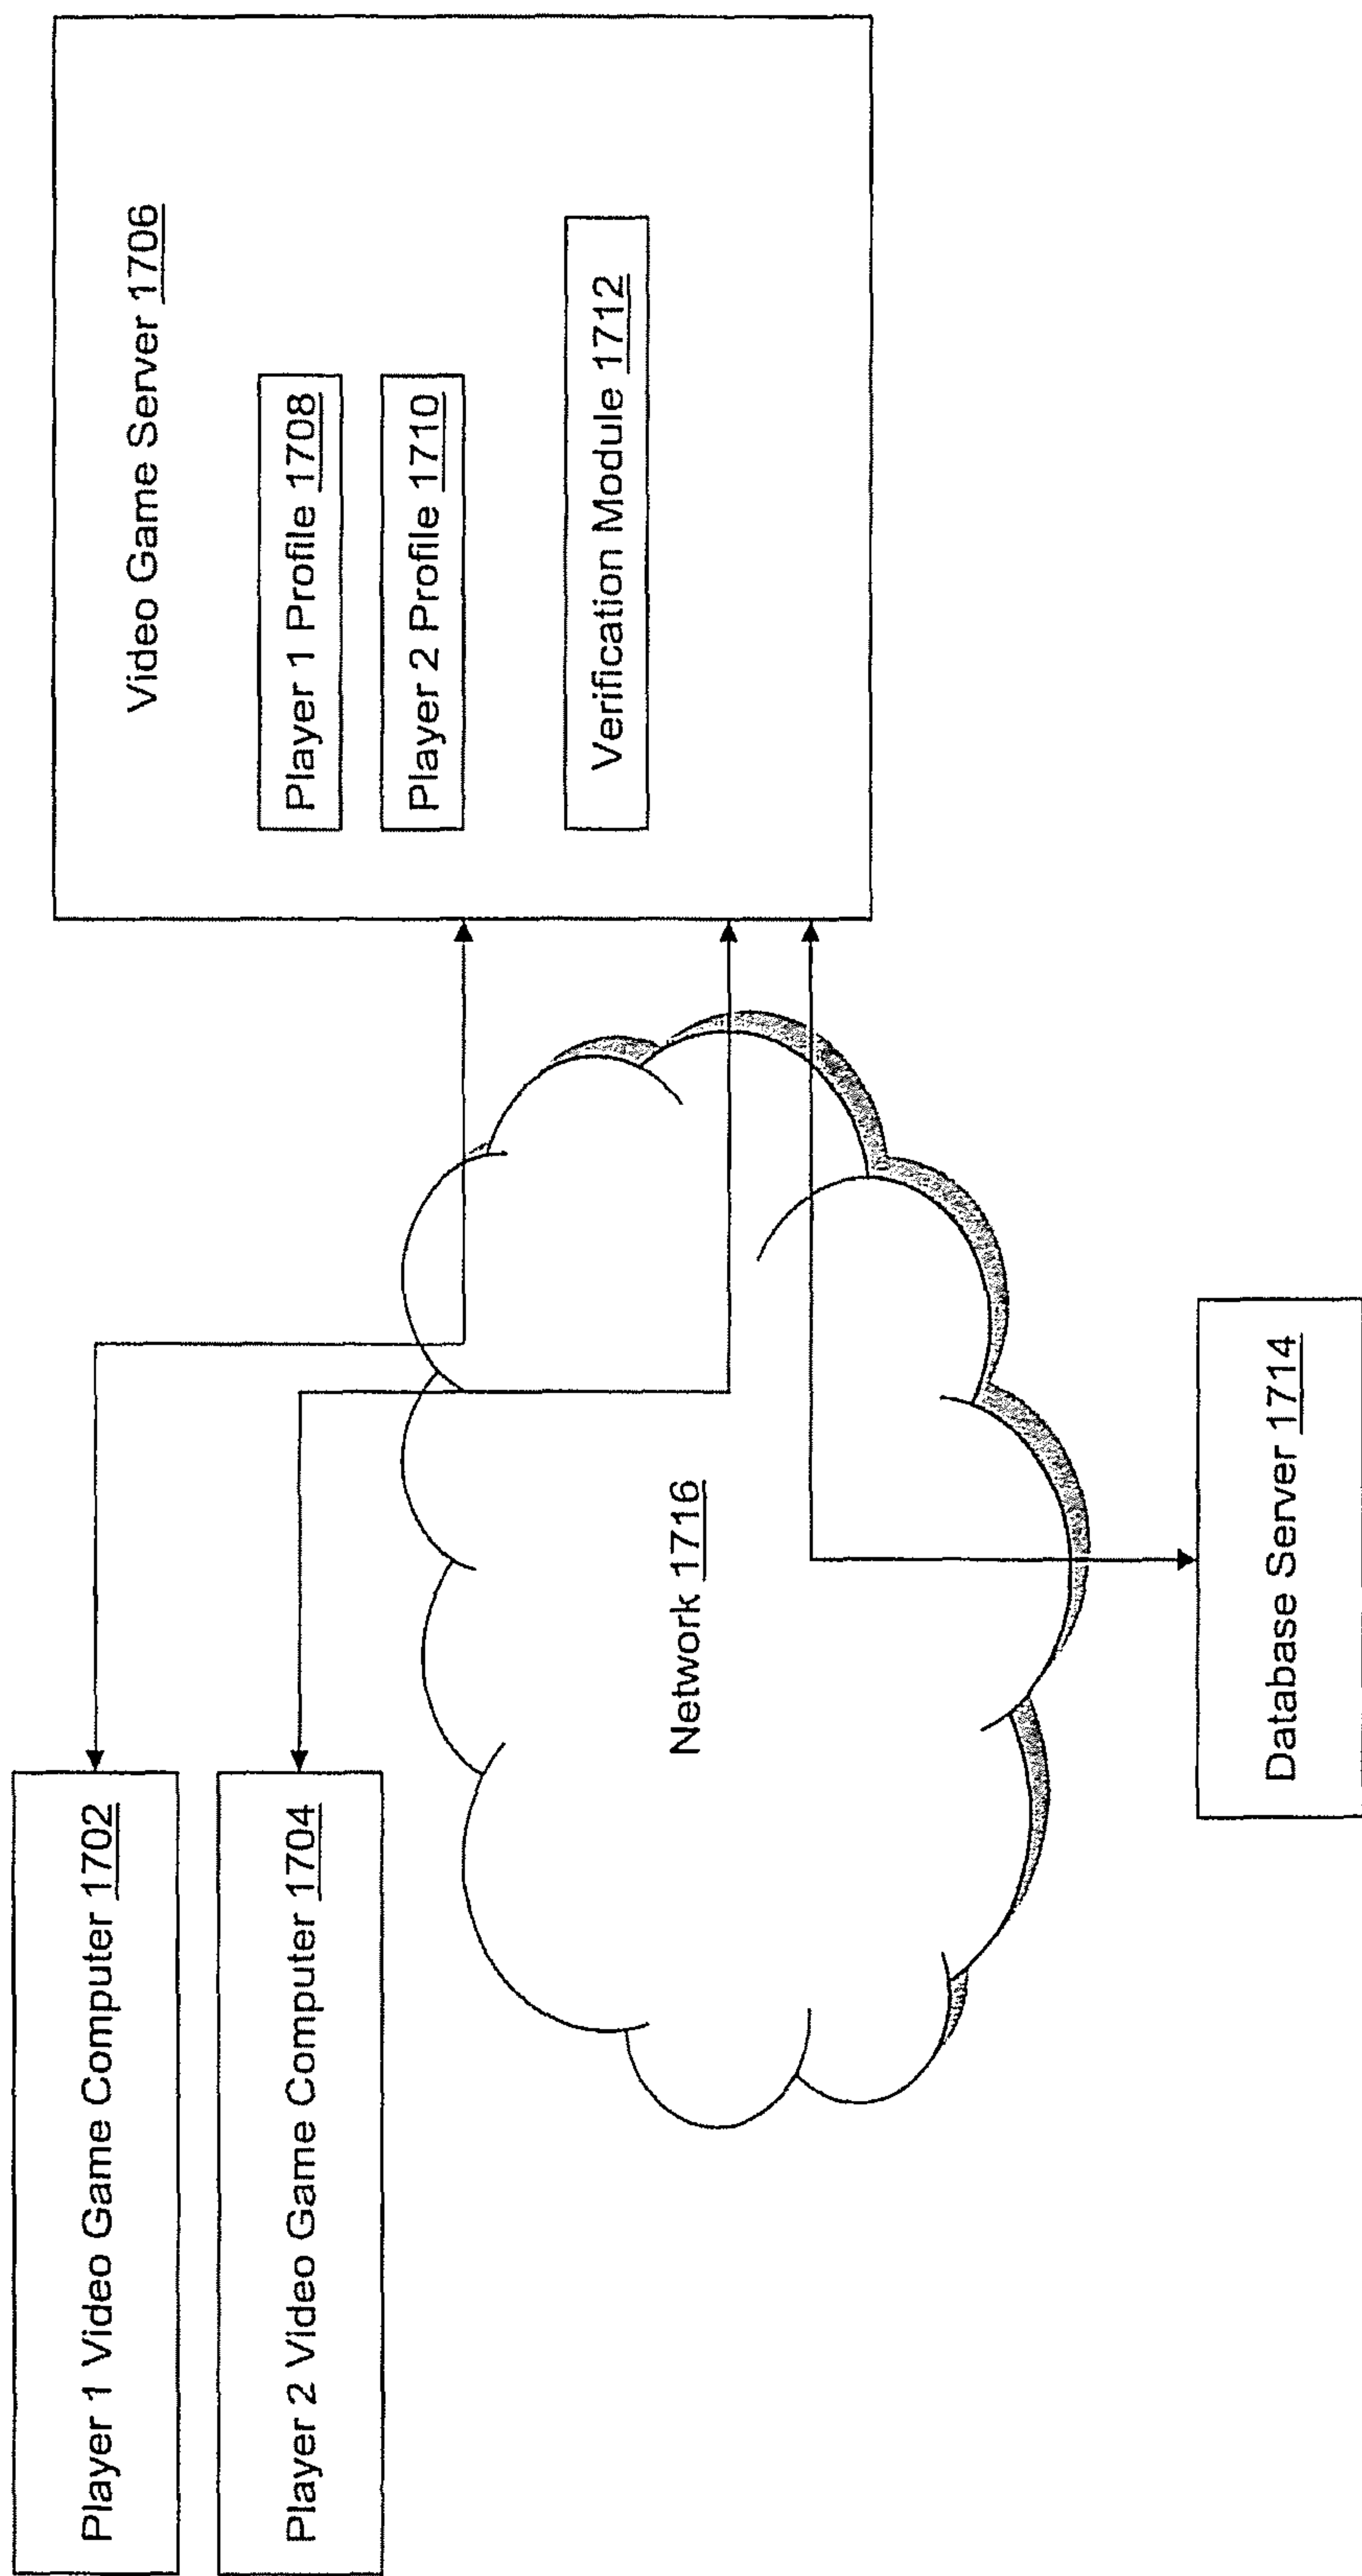 Player 1 Video Game Computer 1702
Player 2 Video Game Computer 1704
Video Game Server 1706
Player 1 Profile 1708
Player 2 Profile 1710
Verification Module 1712
Network 1716
Database Server 1714